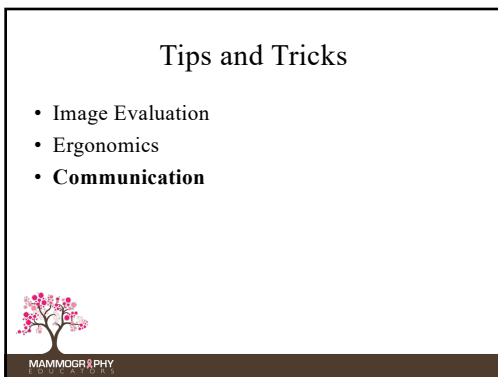 Tips and Tricks
• Image Evaluation
• Ergonomics
• Communication
MAMMOGRAPHY
EDUCATORS